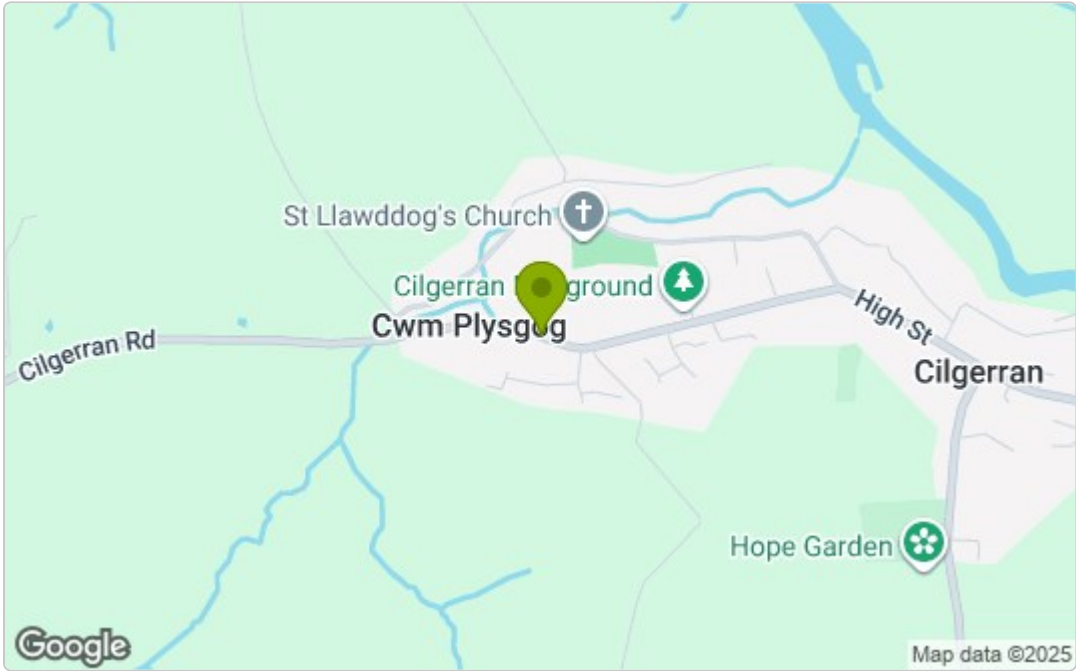 St Llawddog's Church
Cilgerran ground
Cwm Plysgog
High St
Cilgerran Rd
Cilgerran
Hope Garden
Google
Map data ©2025